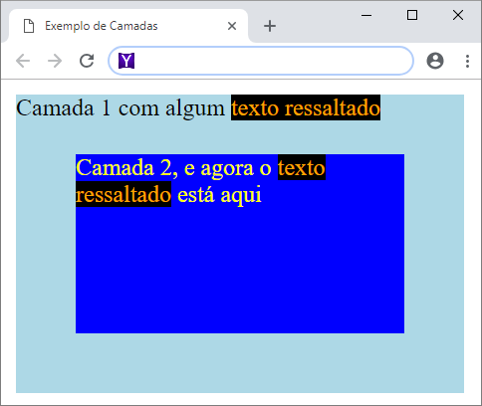 Exemplo de Camadas
Y
Camada 1 com algum texto ressaltado
Camada 2, e agora o texto
ressaltado está aqui